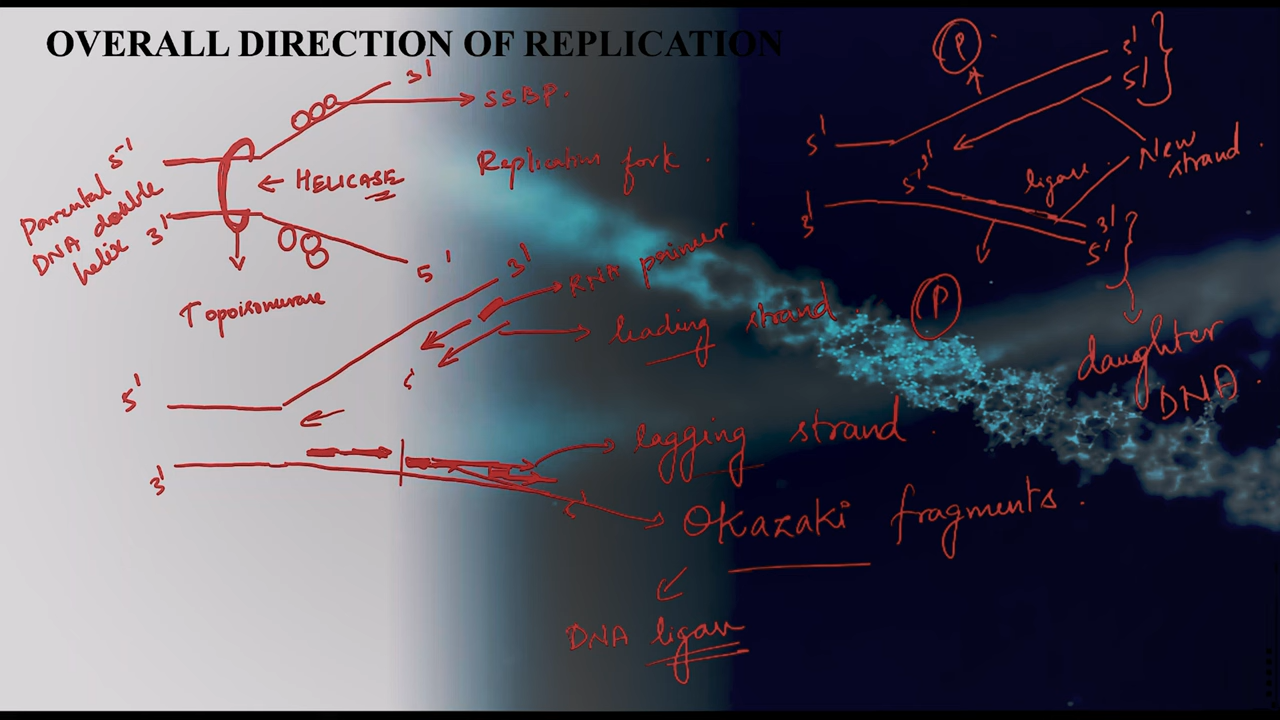 OVERALL DIRECTION OF REPLICATION
3'
SSBP.
5'
Parental
DNA double
helix
3'
← HELICASE
Replication fork.
5'
Topoisomerase
3'
RNA primer.
leading strand.
5'
5'
3'
lagging strand.
5'
Okazaki fragments.
DNA ligase
P
3'
5'
5'
3'
New
strand.
5'
ligase.
3'
3'
5'
P
daughter
DNA.